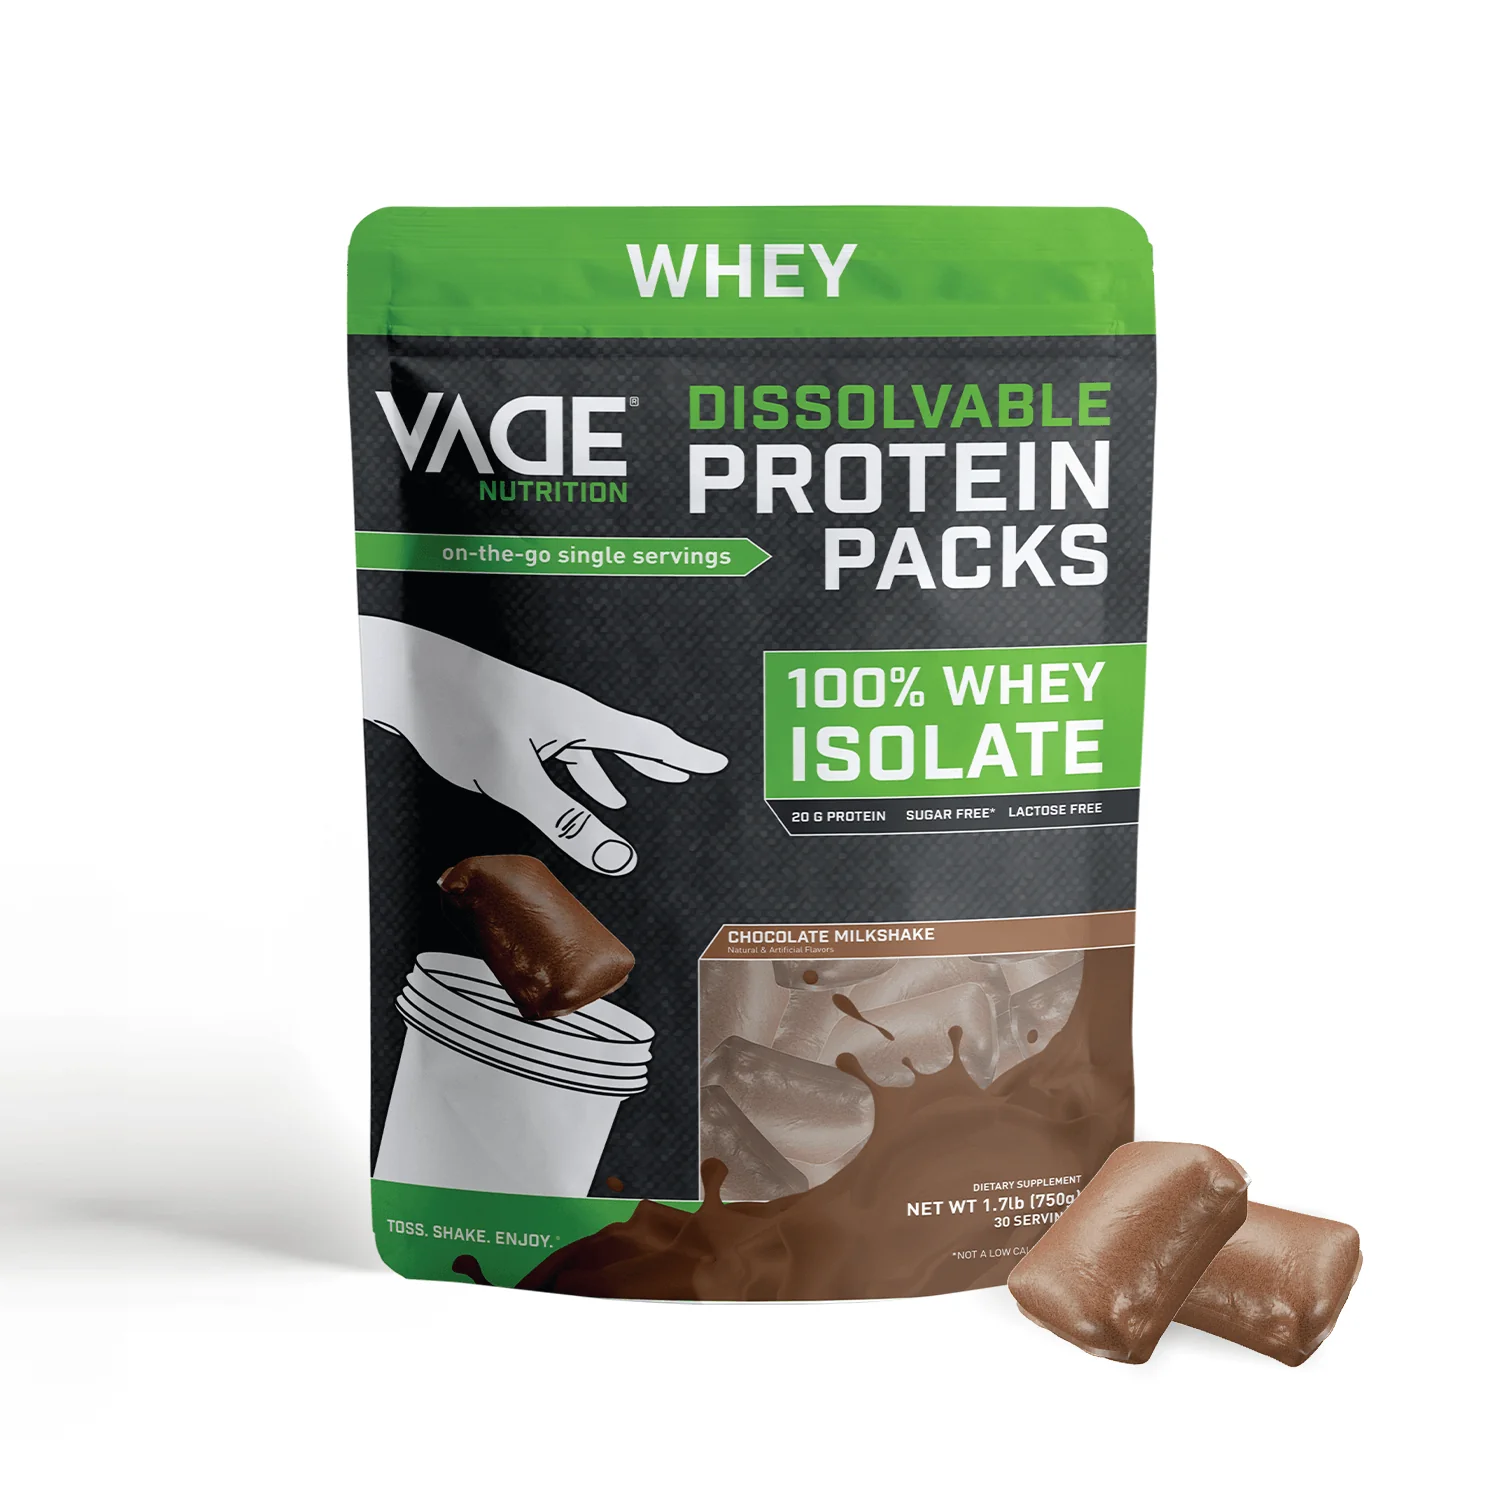 WHEY
VADE®
NUTRITION
DISSOLVABLE
PROTEIN
PACKS
on-the-go single servings
100% WHEY
ISOLATE
20 G PROTEIN SUGAR FREE* LACTOSE FREE
CHOCOLATE MILKSHAKE
Natural & Artificial Flavors
DIETARY SUPPLEMENT
NET WT 1.7lb (750g)
30
*NOT A LOW
TOSS. SHAKE. ENJOY.